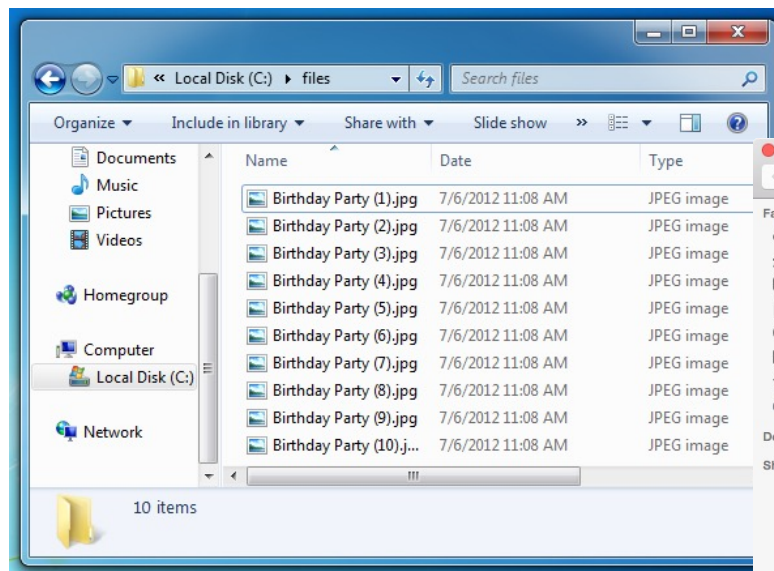 « Local Disk (C:) ▸ files
Search files
Organize ▾ Include in library ▾ Share with ▾ Slide show »
Documents
Music
Pictures
Videos
Homegroup
Computer
Local Disk (C:)
Network
Name Date Type
Birthday Party (1).jpg 7/6/2012 11:08 AM JPEG image
Birthday Party (2).jpg 7/6/2012 11:08 AM JPEG image
Birthday Party (3).jpg 7/6/2012 11:08 AM JPEG image
Birthday Party (4).jpg 7/6/2012 11:08 AM JPEG image
Birthday Party (5).jpg 7/6/2012 11:08 AM JPEG image
Birthday Party (6).jpg 7/6/2012 11:08 AM JPEG image
Birthday Party (7).jpg 7/6/2012 11:08 AM JPEG image
Birthday Party (8).jpg 7/6/2012 11:08 AM JPEG image
Birthday Party (9).jpg 7/6/2012 11:08 AM JPEG image
Birthday Party (10).j... 7/6/2012 11:08 AM JPEG image
10 items